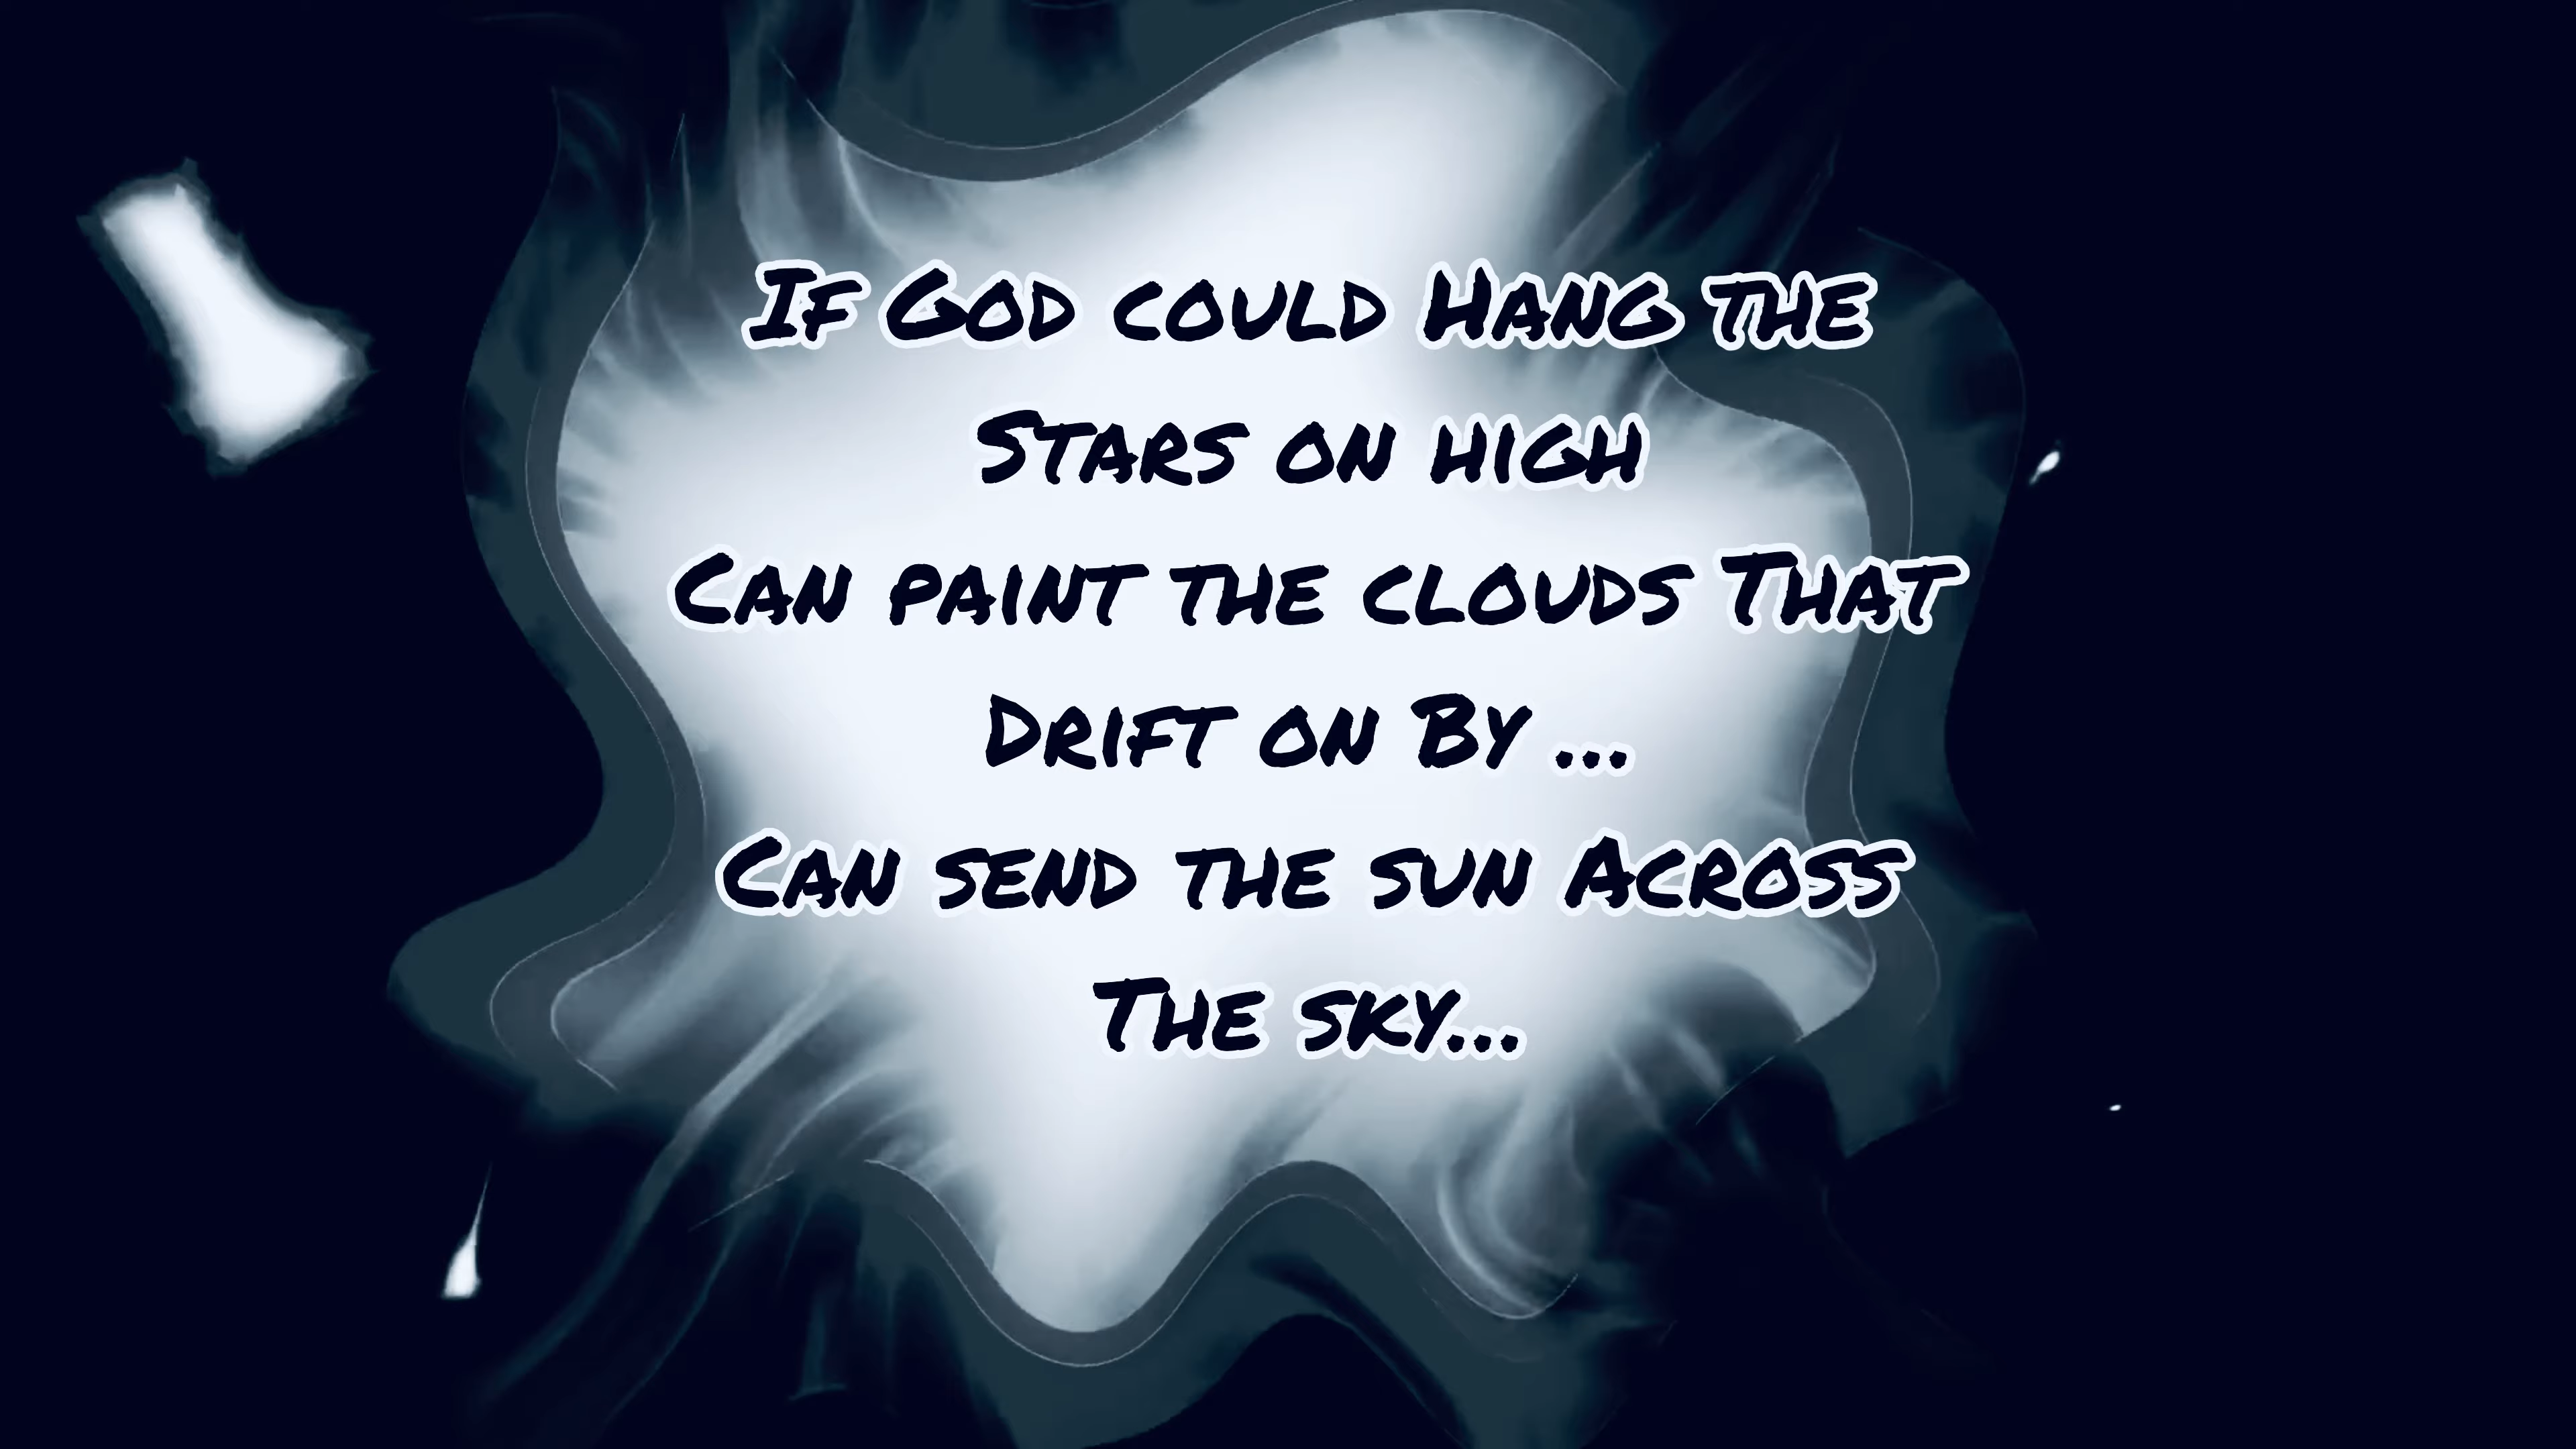 If God could Hang the
Stars on high
Can paint the clouds That
Drift on By ...
Can send the sun Across
The sky...